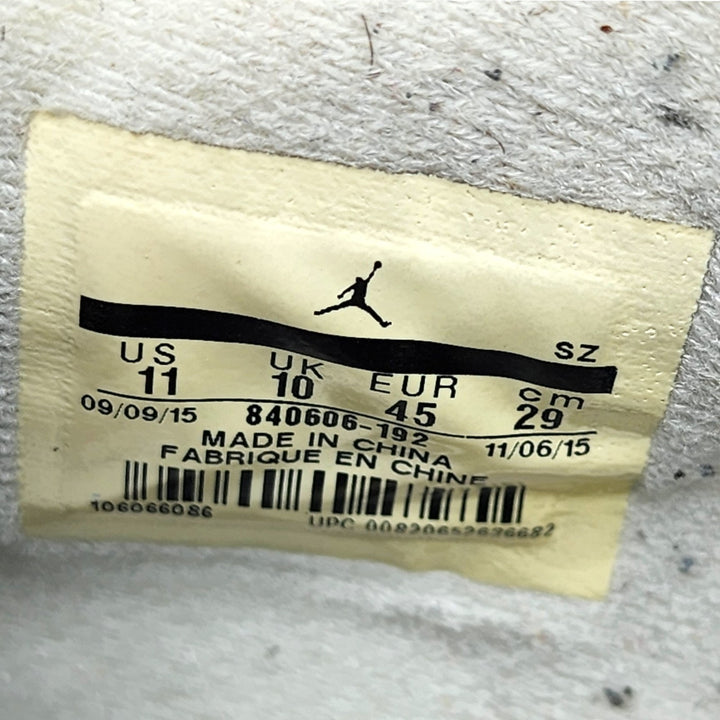 SZ
US UK EUR cm
11 10 45 29
09/09/15 840606-192 11/06/15
MADE IN CHINA
FABRIQUE EN CHINE
106066086
UPC